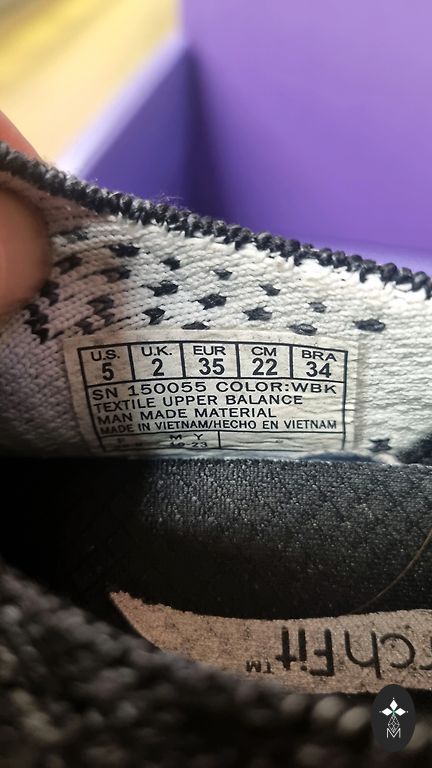 U.S. U.K. EUR CM BRA
5 2 35 22 34
SN 150055 COLOR:WBK
TEXTILE UPPER BALANCE
MAN MADE MATERIAL
MADE IN VIETNAM/HECHO EN VIETNAM
F M Y
rchFit™
M